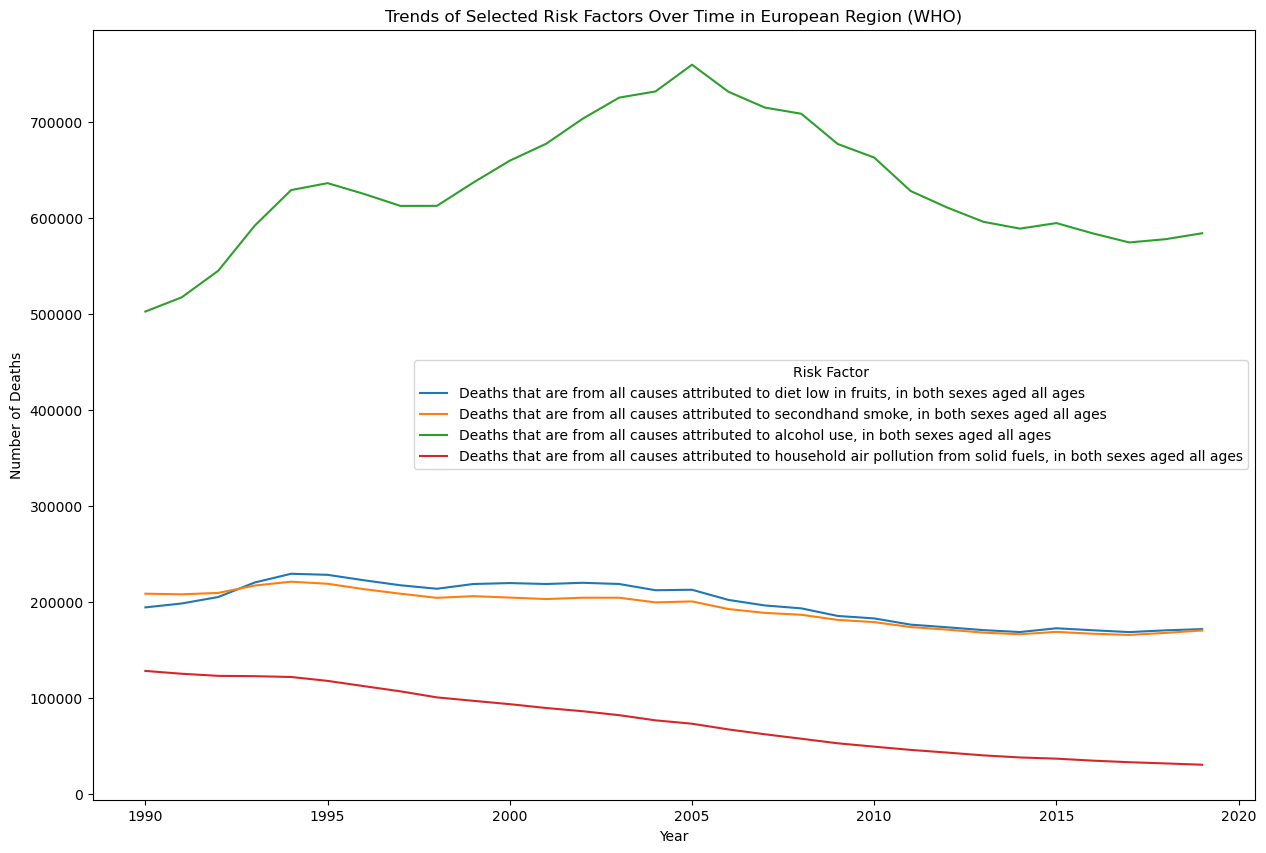 Trends of Selected Risk Factors Over Time in European Region (WHO)
Number of Deaths
700000
600000
500000
400000
300000
200000
100000
0
Risk Factor
Deaths that are from all causes attributed to diet low in fruits, in both sexes aged all ages
Deaths that are from all causes attributed to secondhand smoke, in both sexes aged all ages
Deaths that are from all causes attributed to alcohol use, in both sexes aged all ages
Deaths that are from all causes attributed to household air pollution from solid fuels, in both sexes aged all ages
1990 1995 2000 2005 2010 2015 2020
Year